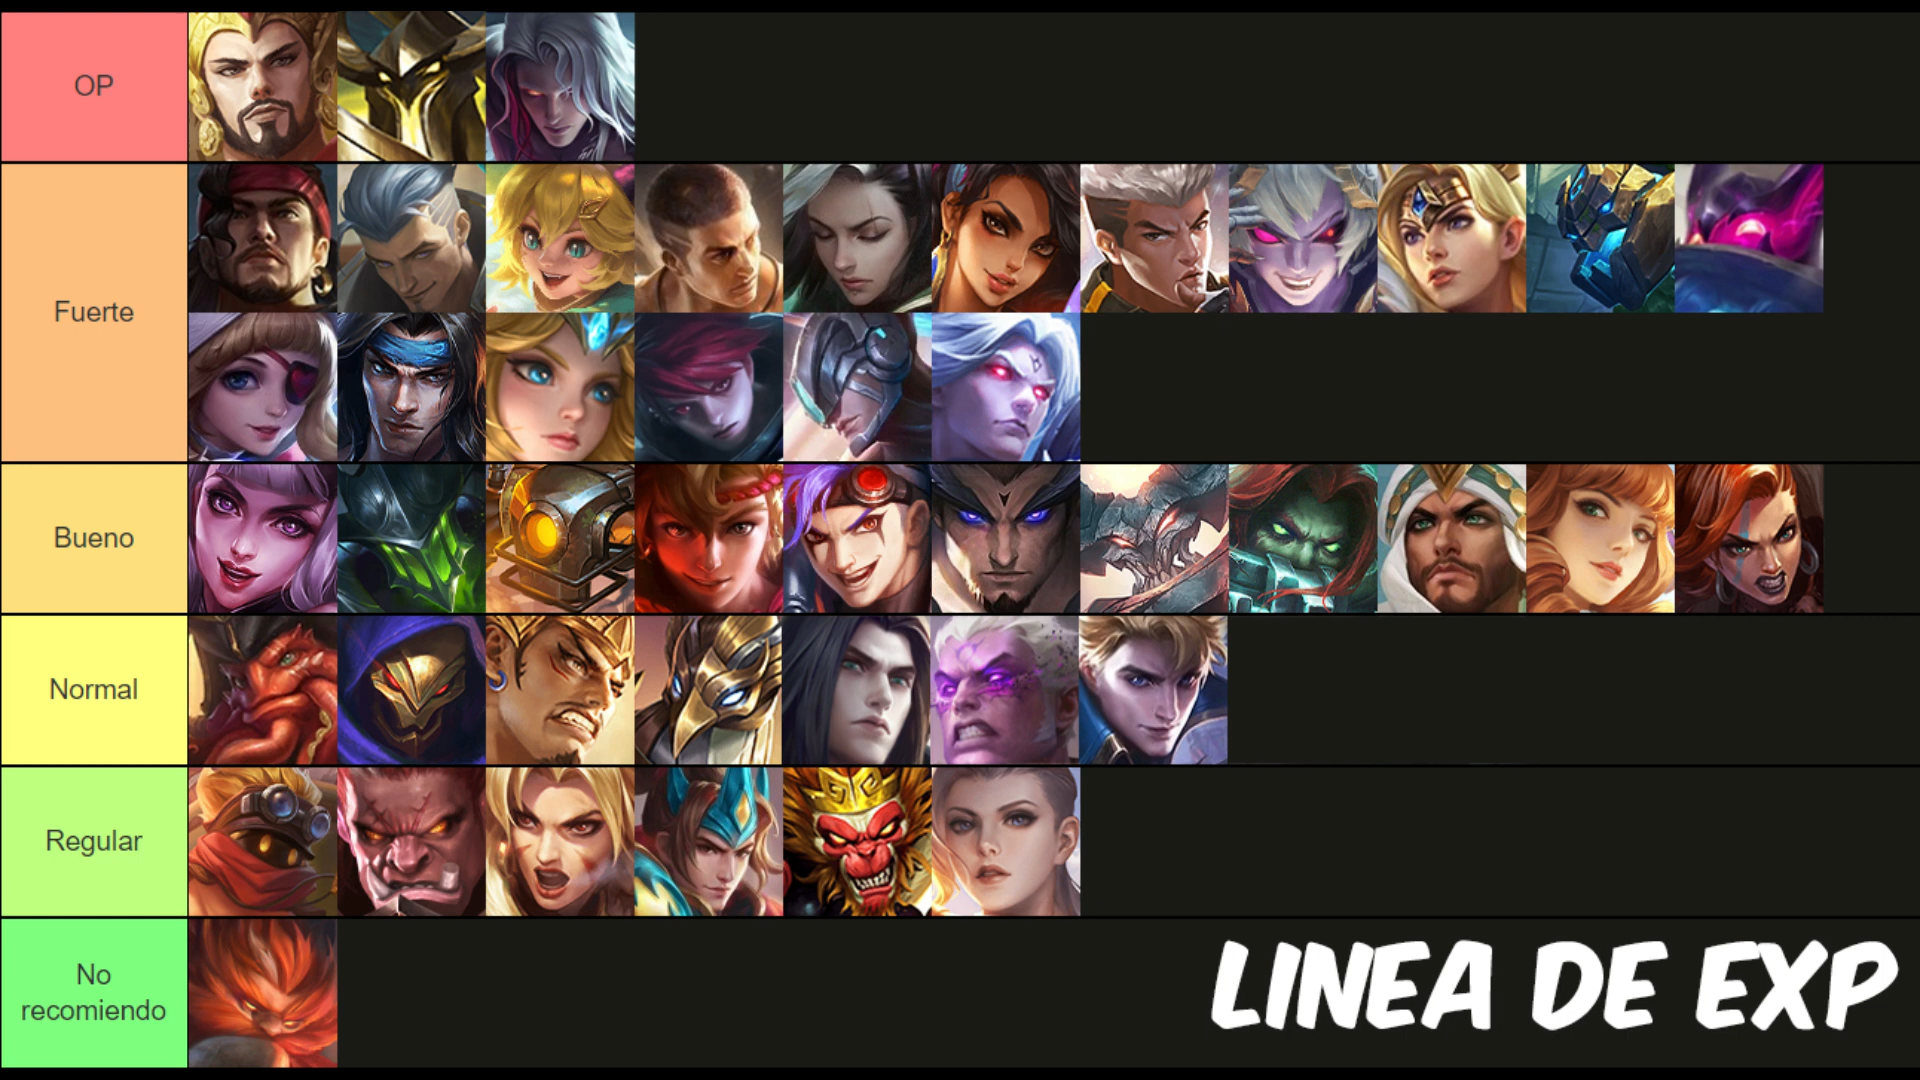 OP
Fuerte
Bueno
Normal
Regular
No
recomiendo
LINEA DE EXP